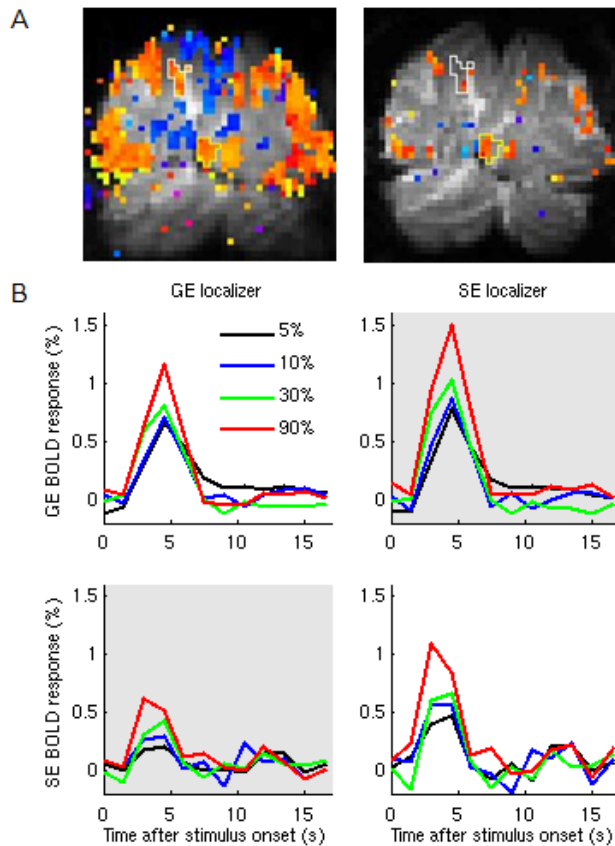 A
B
GE localizer
SE localizer
GE BOLD response (%)
1.5
1
0.5
0
0 5 10 15
5%
10%
30%
90%
1.5
1
0.5
0
0 5 10 15
SE BOLD response (%)
1.5
1
0.5
0
0 5 10 15
Time after stimulus onset (s)
1.5
1
0.5
0
0 5 10 15
Time after stimulus onset (s)